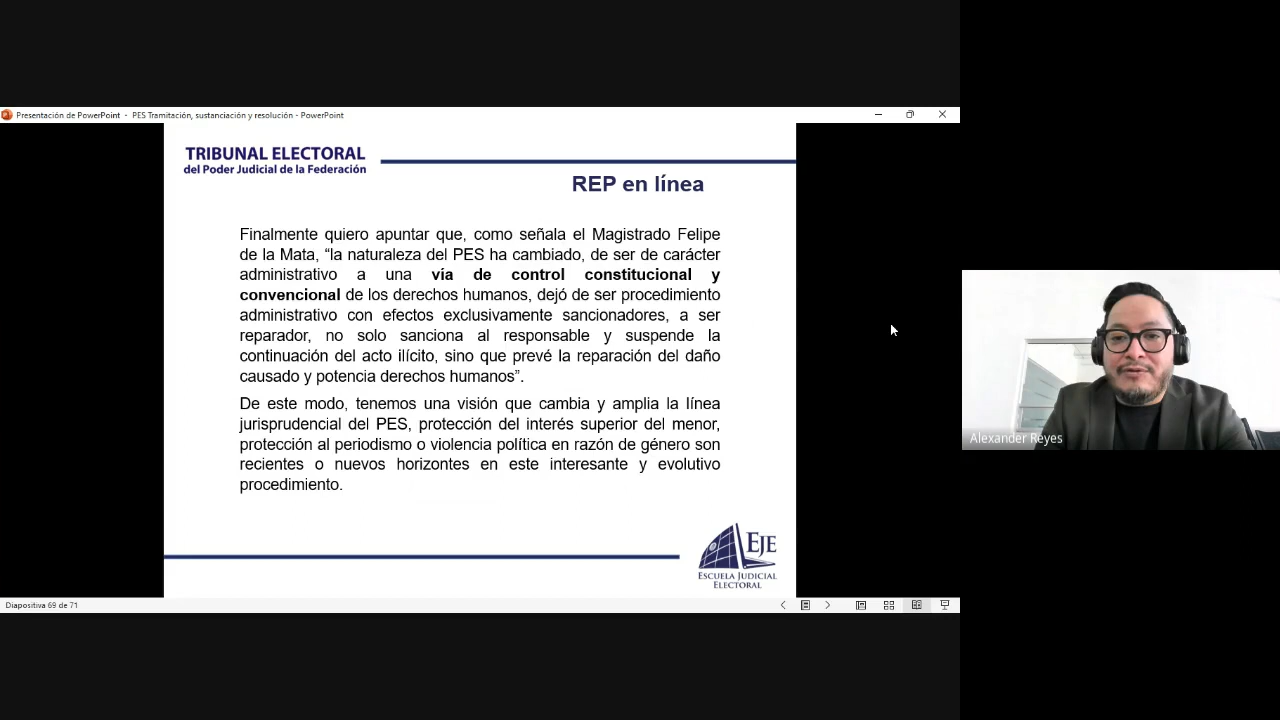 Presentación de PowerPoint - PES Tramitación, sustanciación y resolución - PowerPoint
TRIBUNAL ELECTORAL
del Poder Judicial de la Federación
REP en línea
Finalmente quiero apuntar que, como señala el Magistrado Felipe
de la Mata, “la naturaleza del PES ha cambiado, de ser de carácter
administrativo a una vía de control constitucional y
convencional de los derechos humanos, dejó de ser procedimiento
administrativo con efectos exclusivamente sancionadores, a ser
reparador, no solo sanciona al responsable y suspende la
continuación del acto ilícito, sino que prevé la reparación del daño
causado y potencia derechos humanos”.
De este modo, tenemos una visión que cambia y amplia la línea
jurisprudencial del PES, protección del interés superior del menor,
protección al periodismo o violencia política en razón de género son
recientes o nuevos horizontes en este interesante y evolutivo
procedimiento.
EJE
ESCUELA JUDICIAL
ELECTORAL
Diapositiva 69 de 71
Alexander Reyes